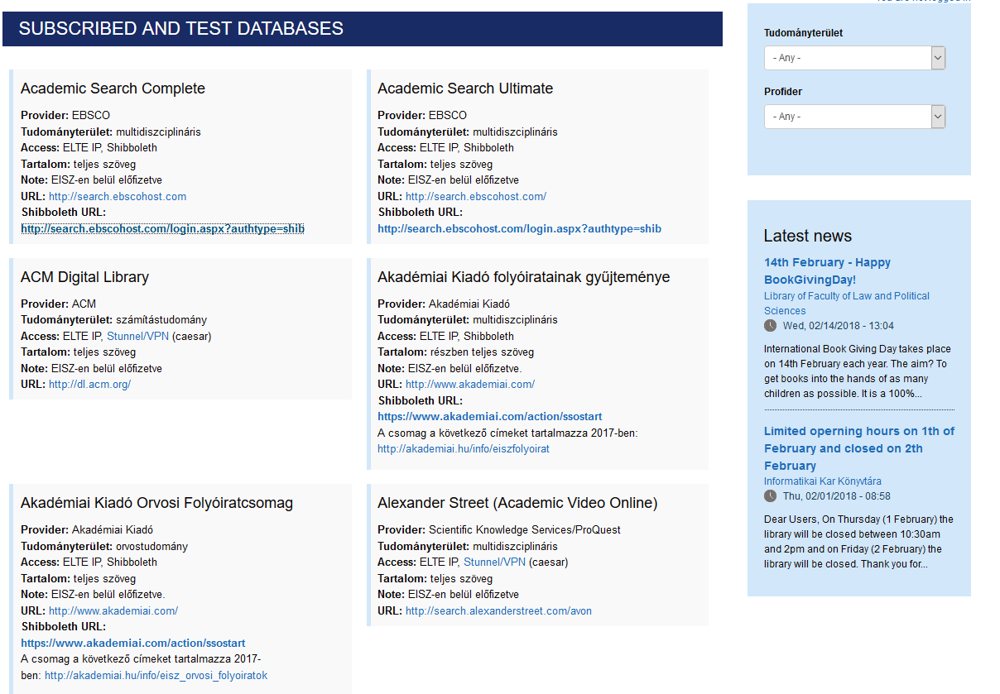 You are not logged in
SUBSCRIBED AND TEST DATABASES
Academic Search Complete
Provider: EBSCO
Tudományterület: multidiszciplináris
Access: ELTE IP, Shibboleth
Tartalom: teljes szöveg
Note: EISZ-en belül előfizetve
URL: http://search.ebscohost.com
Shibboleth URL:
http://search.ebscohost.com/login.aspx?authtype=shib
Academic Search Ultimate
Provider: EBSCO
Tudományterület: multidiszciplináris
Access: ELTE IP, Shibboleth
Tartalom: teljes szöveg
Note: EISZ-en belül előfizetve
URL: http://search.ebscohost.com/
Shibboleth URL:
http://search.ebscohost.com/login.aspx?authtype=shib
ACM Digital Library
Provider: ACM
Tudományterület: számítástudomány
Access: ELTE IP, Stunnel/VPN (caesar)
Tartalom: teljes szöveg
Note: EISZ-en belül előfizetve
URL: http://dl.acm.org/
Akadémiai Kiadó folyóiratainak gyűjteménye
Provider: Akadémiai Kiadó
Tudományterület: multidiszciplináris
Access: ELTE IP, Shibboleth
Tartalom: részben teljes szöveg
Note: EISZ-en belül előfizetve.
URL: http://www.akademiai.com/
Shibboleth URL:
https://www.akademiai.com/action/ssostart
A csomag a következő címeket tartalmazza 2017-ben:
http://akademiai.hu/info/eiszfolyoirat
Akadémiai Kiadó Orvosi Folyóiratcsomag
Provider: Akadémiai Kiadó
Tudományterület: orvostudomány
Access: ELTE IP, Shibboleth
Tartalom: teljes szöveg
Note: EISZ-en belül előfizetve.
URL: http://www.akademiai.com/
Shibboleth URL:
https://www.akademiai.com/action/ssostart
A csomag a következő címeket tartalmazza 2017-
ben: http://akademiai.hu/info/eisz_orvosi_folyoiratok
Alexander Street (Academic Video Online)
Provider: Scientific Knowledge Services/ProQuest
Tudományterület: multidiszciplináris
Access: ELTE IP, Stunnel/VPN (caesar)
Tartalom: teljes szöveg
Note: EISZ-en belül előfizetve
URL: http://search.alexanderstreet.com/avon
Tudományterület
- Any -
Profider
- Any -
Latest news
14th February - Happy
BookGivingDay!
Library of Faculty of Law and Political
Sciences
Wed, 02/14/2018 - 13:04
International Book Giving Day takes place
on 14th February each year. The aim? To
get books into the hands of as many
children as possible. It is a 100%...
Limited operning hours on 1th of
February and closed on 2th
February
Informatikai Kar Könyvtára
Thu, 02/01/2018 - 08:58
Dear Users, On Thursday (1 February) the
library will be closed between 10:30am
and 2pm and on Friday (2 February) the
library will be closed. Thank you for...